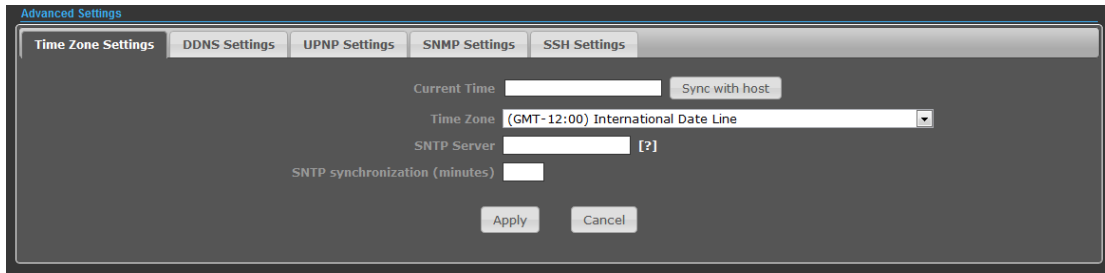 Advanced Settings
Time Zone Settings DDNS Settings UPNP Settings SNMP Settings SSH Settings
Current Time Sync with host
Time Zone (GMT-12:00) International Date Line
SNTP Server [?]
SNTP synchronization (minutes)
Apply Cancel